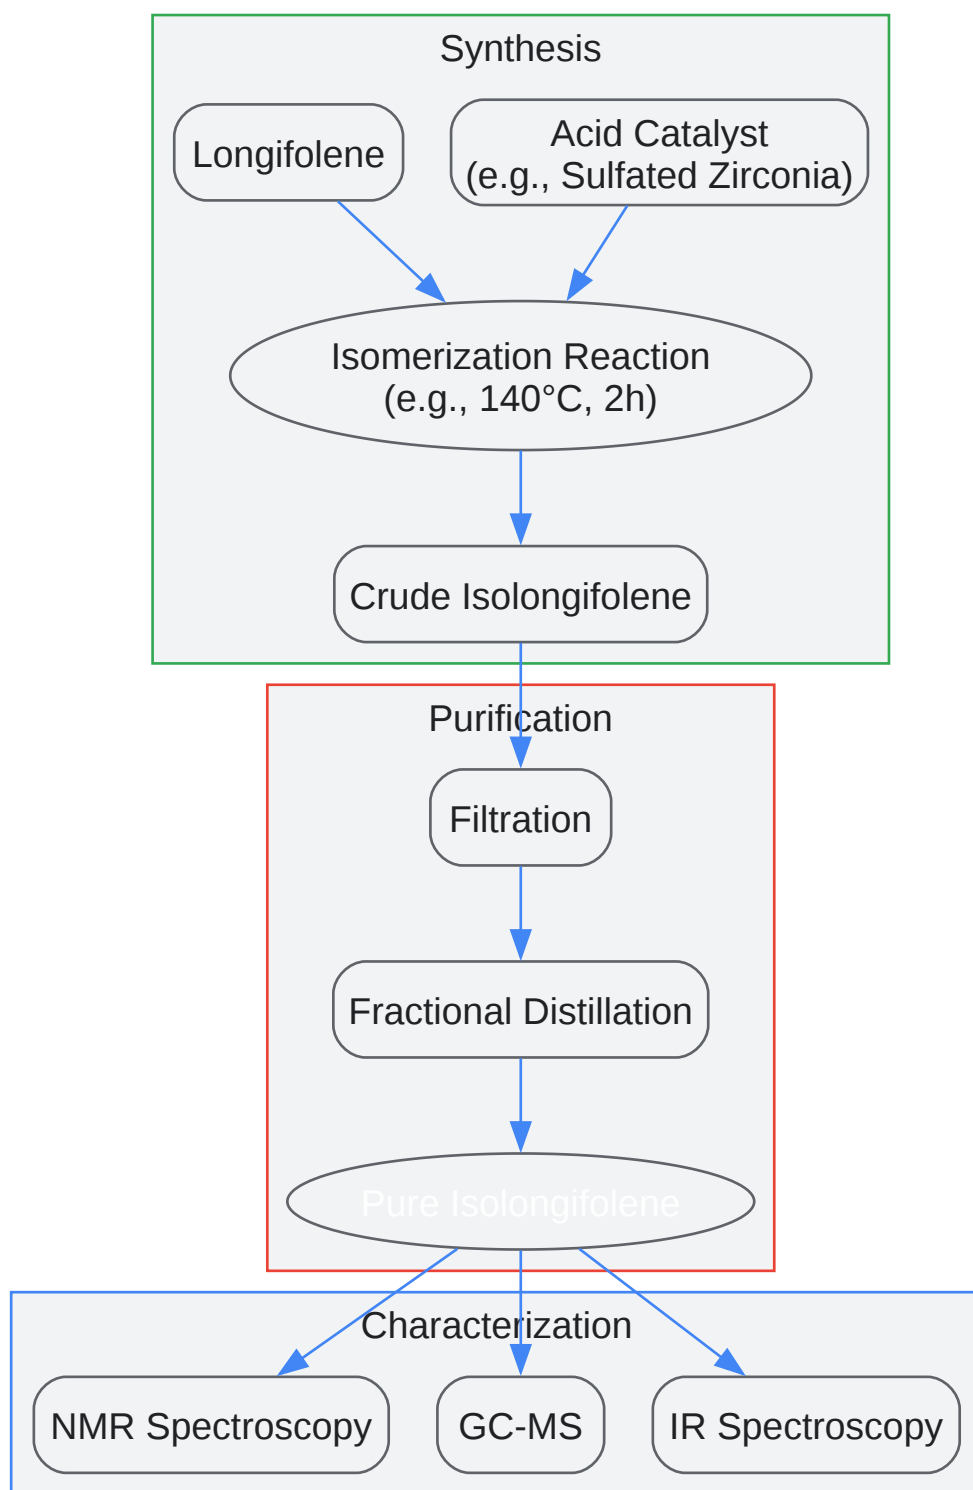 Synthesis
Longifolene
Acid Catalyst
(e.g., Sulfated Zirconia)
Isomerization Reaction
(e.g., 140°C, 2h)
Crude Isolongifolene
Purification
Filtration
Fractional Distillation
Pure Isolongifolene
Characterization
NMR Spectroscopy
GC-MS
IR Spectroscopy